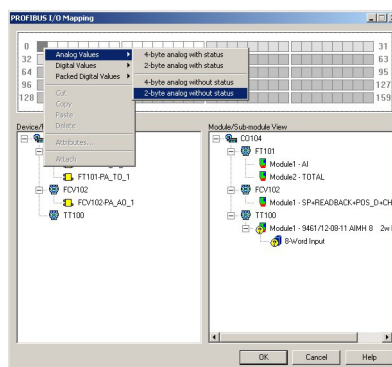 PROFIBUS I/O Mapping
0 31
32 63
64 95
96 127
128 159
Analog Values
Digital Values
Packed Digital Values
Cut
Copy
Paste
Delete
Attributes...
Attach
4-byte analog with status
2-byte analog with status
4-byte analog without status
2-byte analog without status
Device/
FT101-PA_TO_1
FCV102
FCV102-PA_AO_1
TT100
Module/Sub-module View
CO104
FT101
Module1 - AI
Module2 - TOTAL
FCV102
Module1 - SP+READBACK+POS_D+CH
TT100
Module1 - 9461/12-08-11 AIMH 8 2w
8-Word Input
OK Cancel Help